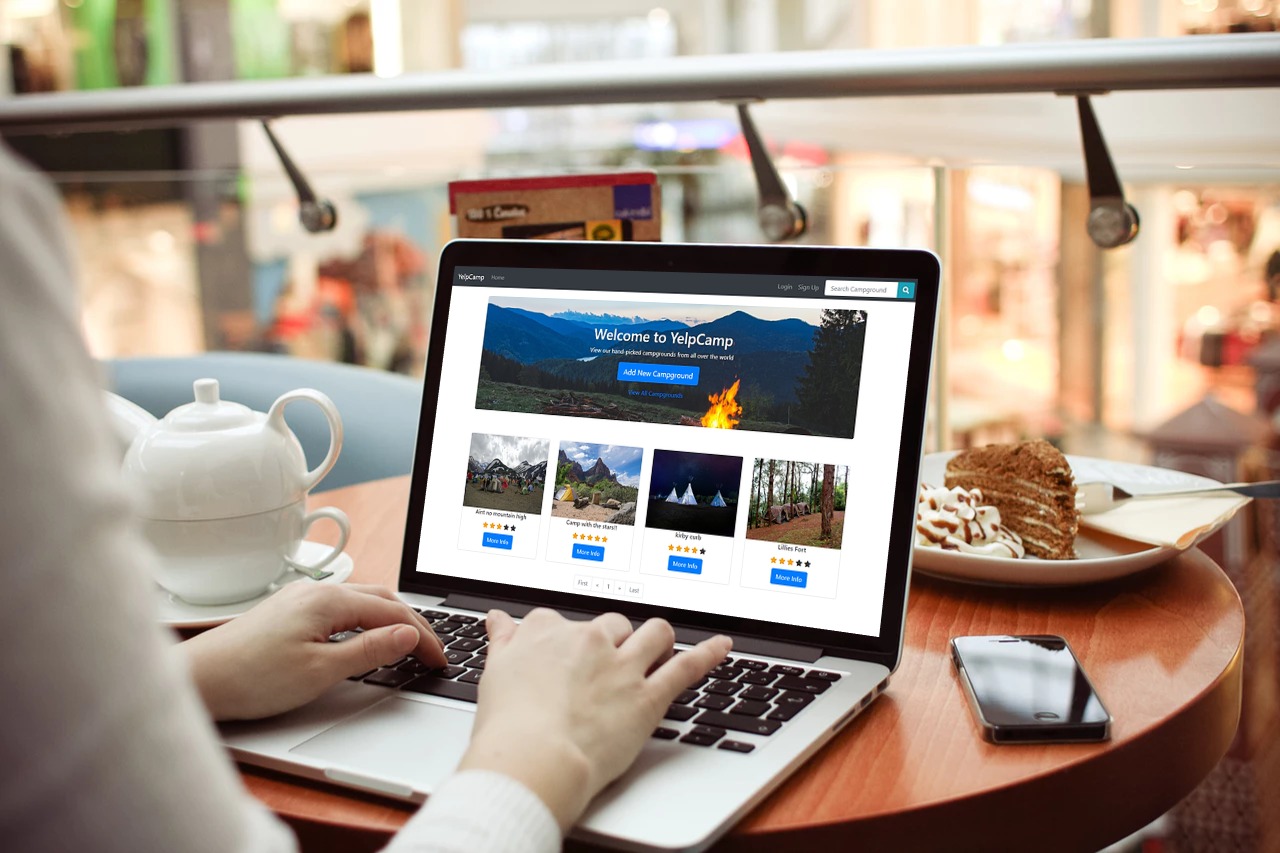 YelpCamp Home
Login Sign Up Search Campground
Welcome to YelpCamp
View our hand-picked campgrounds from all over the world
Add New Campground
View All Campgrounds
Aint no mountain high
More Info
Camp with the stars!!
More Info
kirby curb
More Info
Lillies Fort
More Info
First « 1 » Last